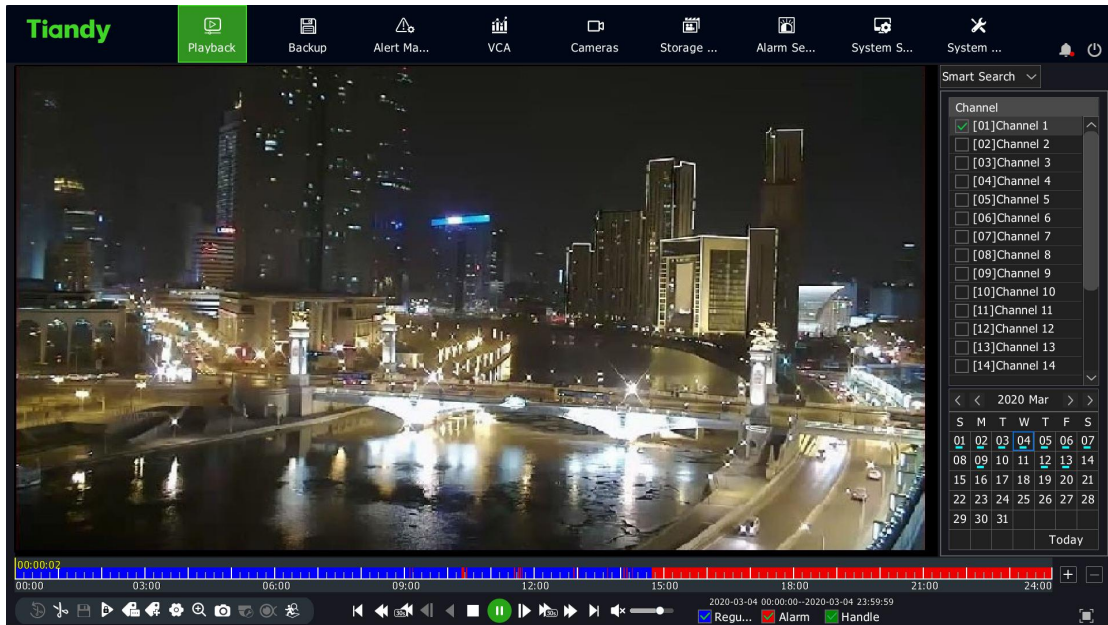 Tiandy
Playback
Backup
Alert Ma...
VCA
Cameras
Storage ...
Alarm Se...
System S...
System ...
Smart Search
Channel
[01]Channel 1
[02]Channel 2
[03]Channel 3
[04]Channel 4
[05]Channel 5
[06]Channel 6
[07]Channel 7
[08]Channel 8
[09]Channel 9
[10]Channel 10
[11]Channel 11
[12]Channel 12
[13]Channel 13
[14]Channel 14
2020 Mar
S M T W T F S
01 02 03 04 05 06 07
08 09 10 11 12 13 14
15 16 17 18 19 20 21
22 23 24 25 26 27 28
29 30 31
Today
00:00:02
00:00 03:00 06:00 09:00 12:00 15:00 18:00 21:00 24:00
30s 30s
2020-03-04 00:00:00--2020-03-04 23:59:59
Regu... Alarm Handle